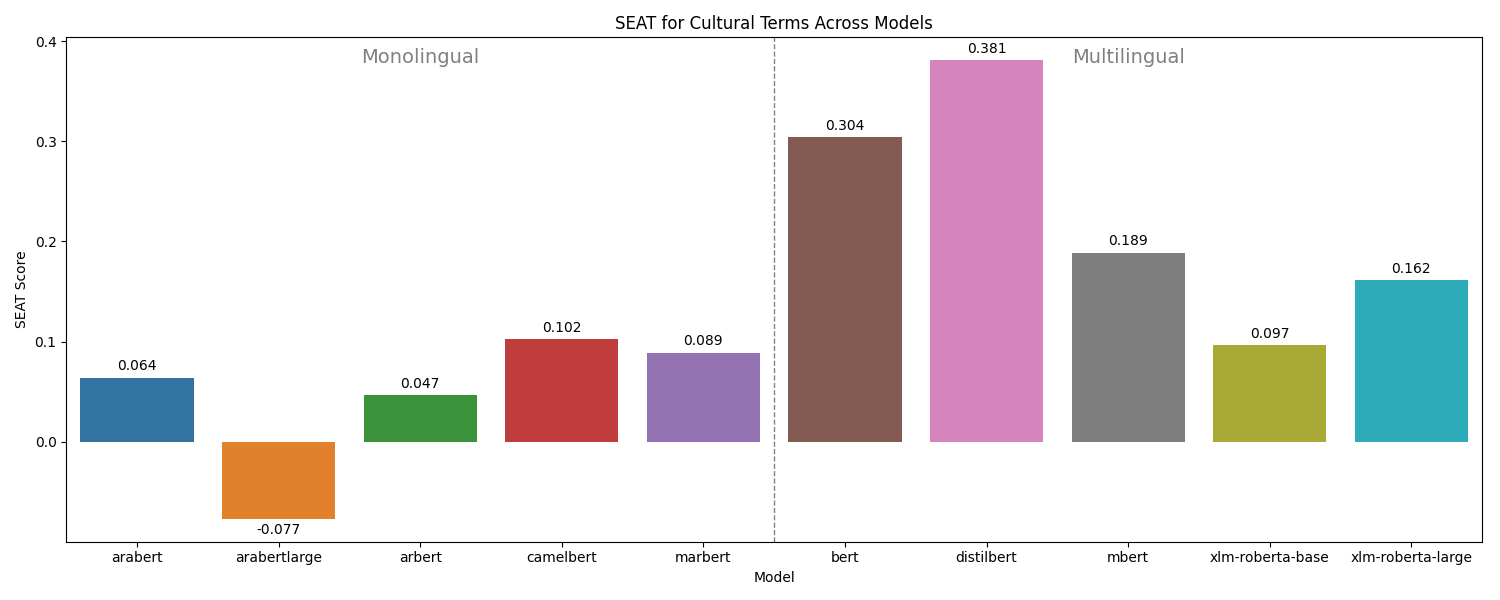 SEAT for Cultural Terms Across Models
Monolingual
Multilingual
SEAT Score
0.4
0.3
0.2
0.1
0.0
0.064
-0.077
0.047
0.102
0.089
0.304
0.381
0.189
0.097
0.162
arabert
arabertlarge
arbert
camelbert
marbert
bert
distilbert
mbert
xlm-roberta-base
xlm-roberta-large
Model